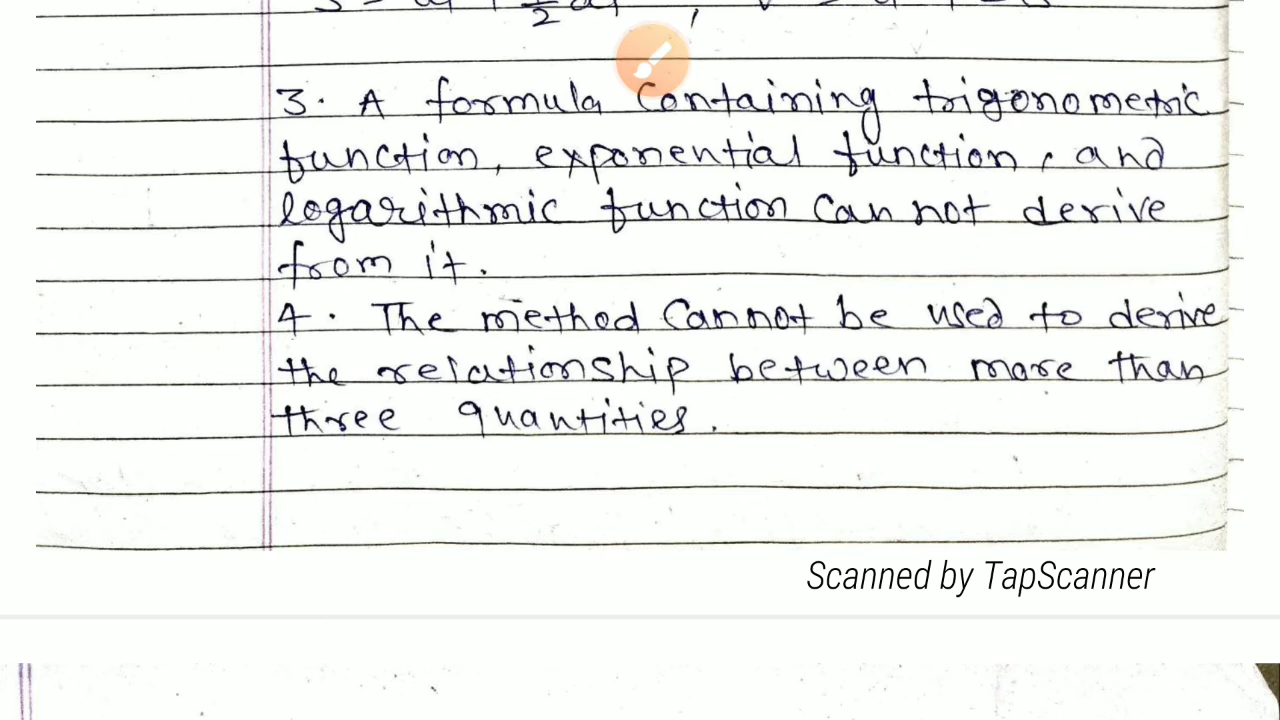 3. A formula containing trigonometric
function, exponential function, and
logarithmic function can not derive
from it.
4. The method cannot be used to derive
the relationship between more than
three quantities.
Scanned by TapScanner